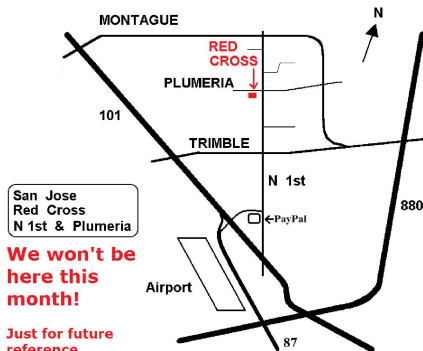 MONTAGUE
N
RED
CROSS
PLUMERIA
101
TRIMBLE
N 1st
880
San Jose
Red Cross
N 1st & Plumeria
PayPal
We won't be
here this
month!
Airport
Just for future
reference
87